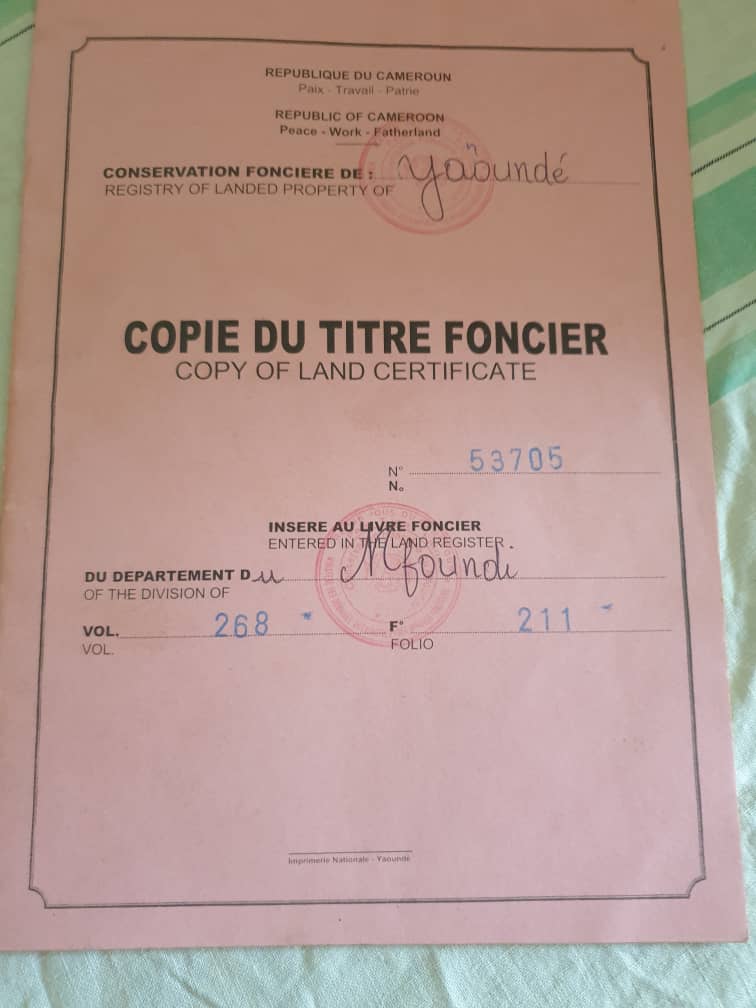 REPUBLIQUE DU CAMEROUN
Paix - Travail - Patrie
REPUBLIC OF CAMEROON
Peace - Work - Fatherland
CONSERVATION FONCIERE DE : Yaoundé
REGISTRY OF LANDED PROPERTY OF
COPIE DU TITRE FONCIER
COPY OF LAND CERTIFICATE
N° 53705
N.
INSERE AU LIVRE FONCIER
ENTERED IN THE LAND REGISTER
DU DEPARTEMENT Du Mfoundi
OF THE DIVISION OF
VOL. 268 F° 211
VOL. FOLIO
Imprimerie Nationale - Yaoundé